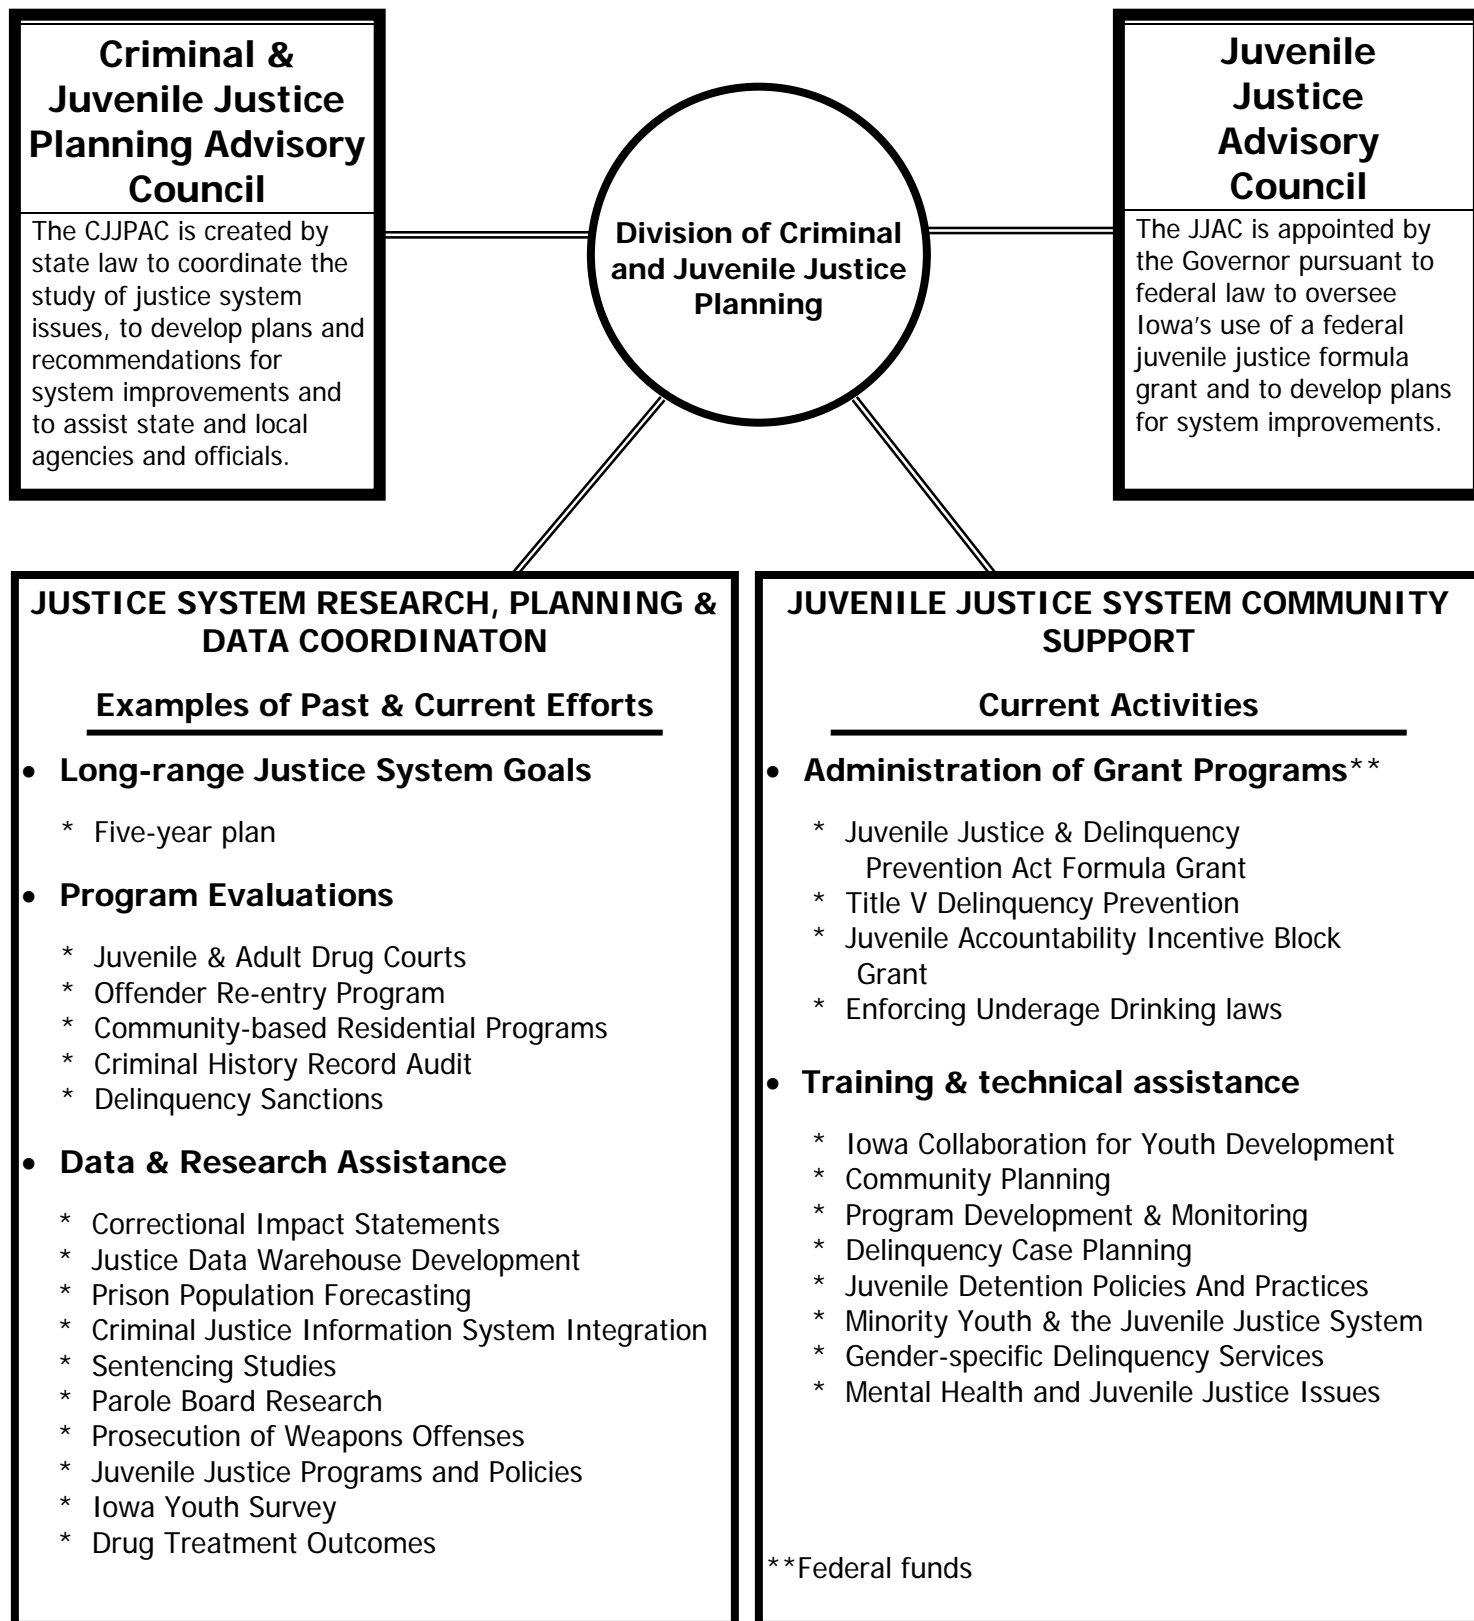 Criminal &
Juvenile Justice
Planning Advisory
Council
The CJJPAC is created by
state law to coordinate the
study of justice system
issues, to develop plans and
recommendations for
system improvements and
to assist state and local
agencies and officials.
Division of Criminal
and Juvenile Justice
Planning
Juvenile
Justice
Advisory
Council
The JJAC is appointed by
the Governor pursuant to
federal law to oversee
Iowa's use of a federal
juvenile justice formula
grant and to develop plans
for system improvements.
JUSTICE SYSTEM RESEARCH, PLANNING &
DATA COORDINATON
Examples of Past & Current Efforts
• Long-range Justice System Goals
* Five-year plan
• Program Evaluations
* Juvenile & Adult Drug Courts
* Offender Re-entry Program
* Community-based Residential Programs
* Criminal History Record Audit
* Delinquency Sanctions
• Data & Research Assistance
* Correctional Impact Statements
* Justice Data Warehouse Development
* Prison Population Forecasting
* Criminal Justice Information System Integration
* Sentencing Studies
* Parole Board Research
* Prosecution of Weapons Offenses
* Juvenile Justice Programs and Policies
* Iowa Youth Survey
* Drug Treatment Outcomes
JUVENILE JUSTICE SYSTEM COMMUNITY
SUPPORT
Current Activities
• Administration of Grant Programs**
* Juvenile Justice & Delinquency
Prevention Act Formula Grant
* Title V Delinquency Prevention
* Juvenile Accountability Incentive Block
Grant
* Enforcing Underage Drinking laws
• Training & technical assistance
* Iowa Collaboration for Youth Development
* Community Planning
* Program Development & Monitoring
* Delinquency Case Planning
* Juvenile Detention Policies And Practices
* Minority Youth & the Juvenile Justice System
* Gender-specific Delinquency Services
* Mental Health and Juvenile Justice Issues
**Federal funds